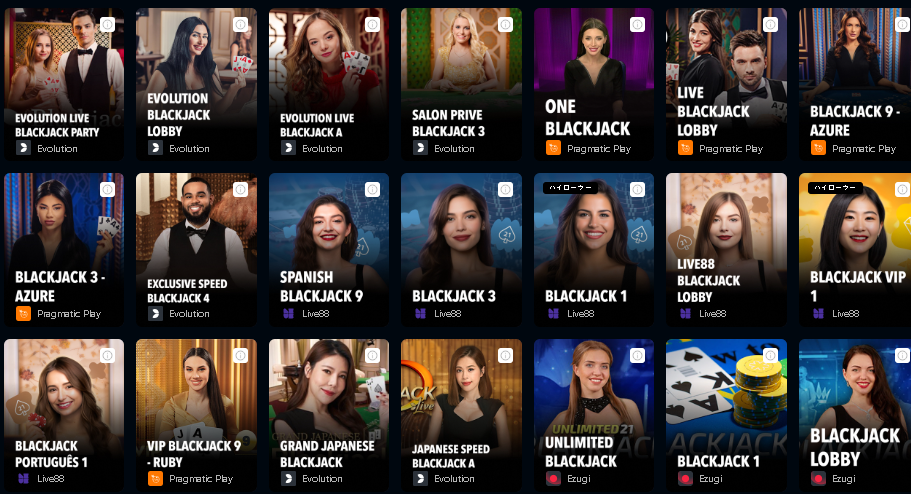 EVOLUTION LIVE
BLACKJACK PARTY
Evolution
EVOLUTION
BLACKJACK
LOBBY
Evolution
EVOLUTION LIVE
BLACKJACK A
Evolution
SALON PRIVE
BLACKJACK 3
Evolution
ONE
BLACKJACK
Pragmatic Play
LIVE
BLACKJACK
LOBBY
Pragmatic Play
BLACKJACK 9 -
AZURE
Pragmatic Play
BLACKJACK 3 -
AZURE
Pragmatic Play
EXCLUSIVE SPEED
BLACKJACK 4
Evolution
SPANISH
BLACKJACK 9
Live88
21
BLACKJACK 3
Live88
ハイローラー
21
BLACKJACK 1
Live88
LIVE88
BLACKJACK
LOBBY
Live88
ハイローラー
BLACKJACK VIP
1
Live88
BLACKJACK
PORTUGUÊS 1
Live88
VIP BLACKJACK 9
- RUBY
Pragmatic Play
GRAND JAPANESE
BLACKJACK
Evolution
JAPANESE SPEED
BLACKJACK A
Evolution
UNLIMITED 21
UNLIMITED
BLACKJACK
Ezugi
BLACKJACK 1
Ezugi
BLACKJACK
LOBBY
Ezugi